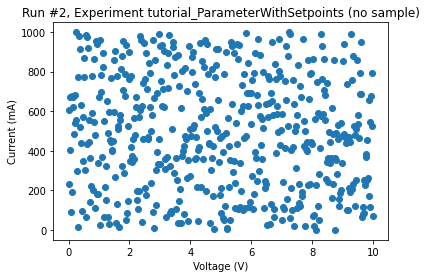 Run #2, Experiment tutorial_ParameterWithSetpoints (no sample)
1000
800
600
400
200
0
Current (mA)
0 2 4 6 8 10
Voltage (V)